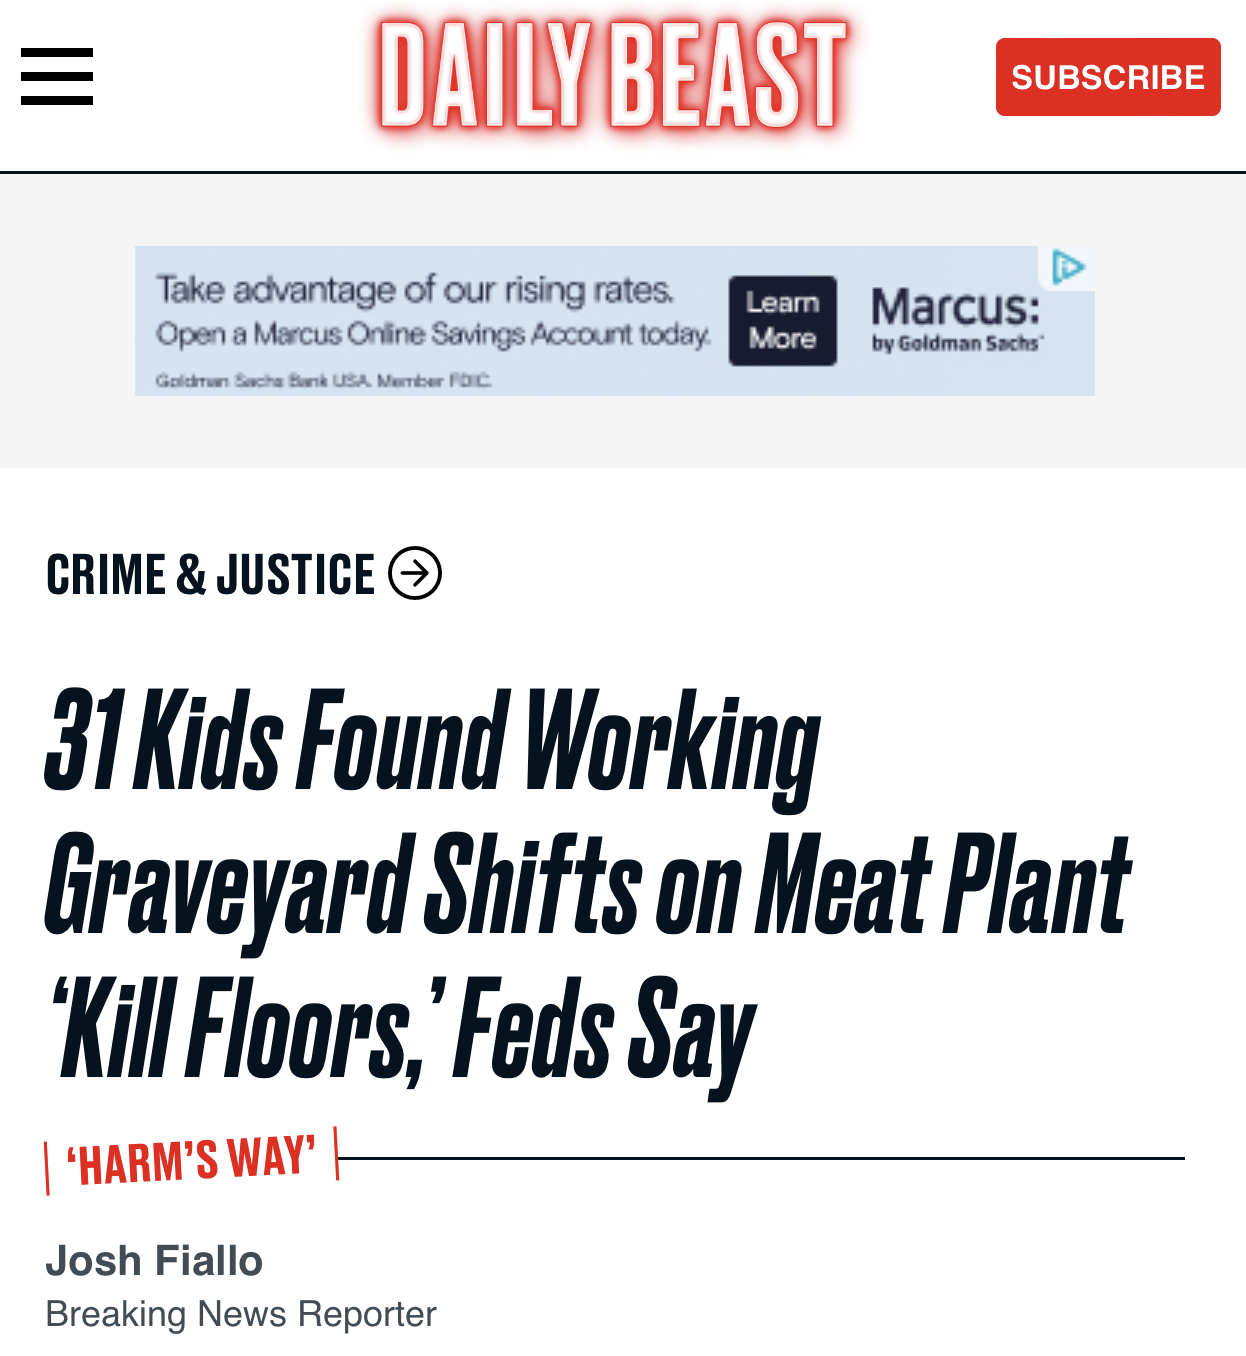 DAILY BEAST
SUBSCRIBE
Take advantage of our rising rates.
Open a Marcus Online Savings Account today.
Goldman Sachs Bank USA. Member FDIC.
Learn
More
Marcus:
by Goldman Sachs®
CRIME & JUSTICE
31 Kids Found Working
Graveyard Shifts on Meat Plant
‘Kill Floors,’ Feds Say
‘HARM’S WAY’
Josh Fiallo
Breaking News Reporter